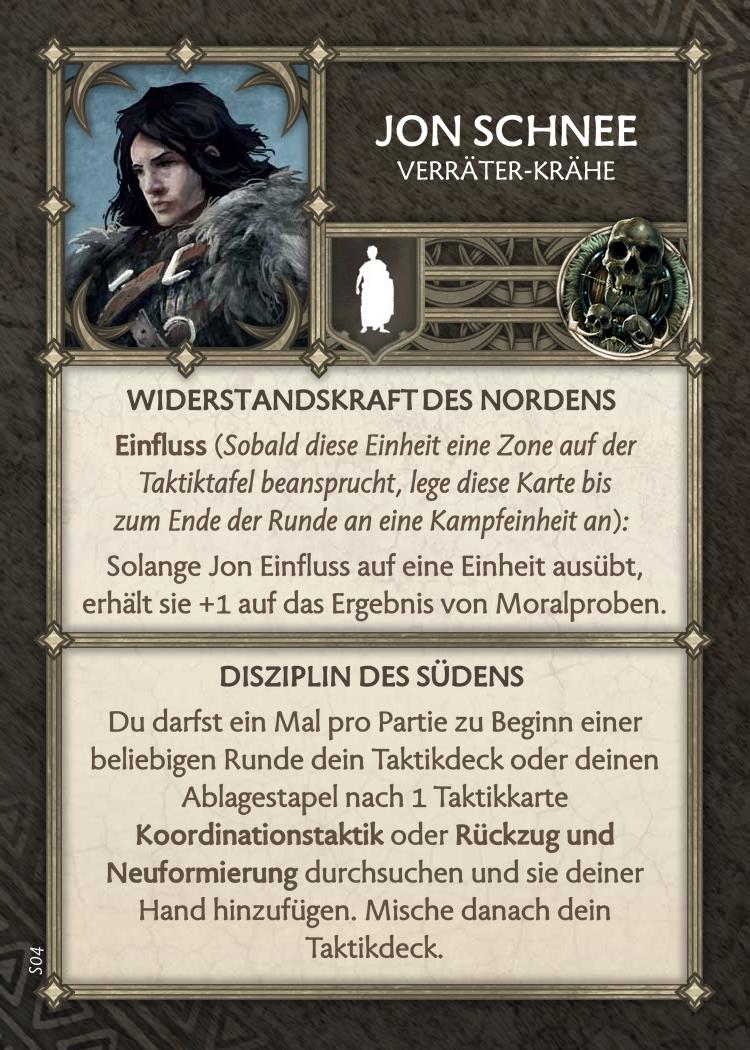 JON SCHNEE
VERRÄTER-KRÄHE
WIDERSTANDSKRAFT DES NORDENS
Einfluss (Sobald diese Einheit eine Zone auf der
Taktiktafel beansprucht, lege diese Karte bis
zum Ende der Runde an eine Kampfeinheit an):
Solange Jon Einfluss auf eine Einheit ausübt,
erhält sie +1 auf das Ergebnis von Moralproben.
DISZIPLIN DES SÜDENS
Du darfst ein Mal pro Partie zu Beginn einer
beliebigen Runde dein Taktikdeck oder deinen
Ablagestapel nach 1 Taktikkarte
Koordinationstaktik oder Rückzug und
Neuformierung durchsuchen und sie deiner
Hand hinzufügen. Mische danach dein
Taktikdeck.
S04